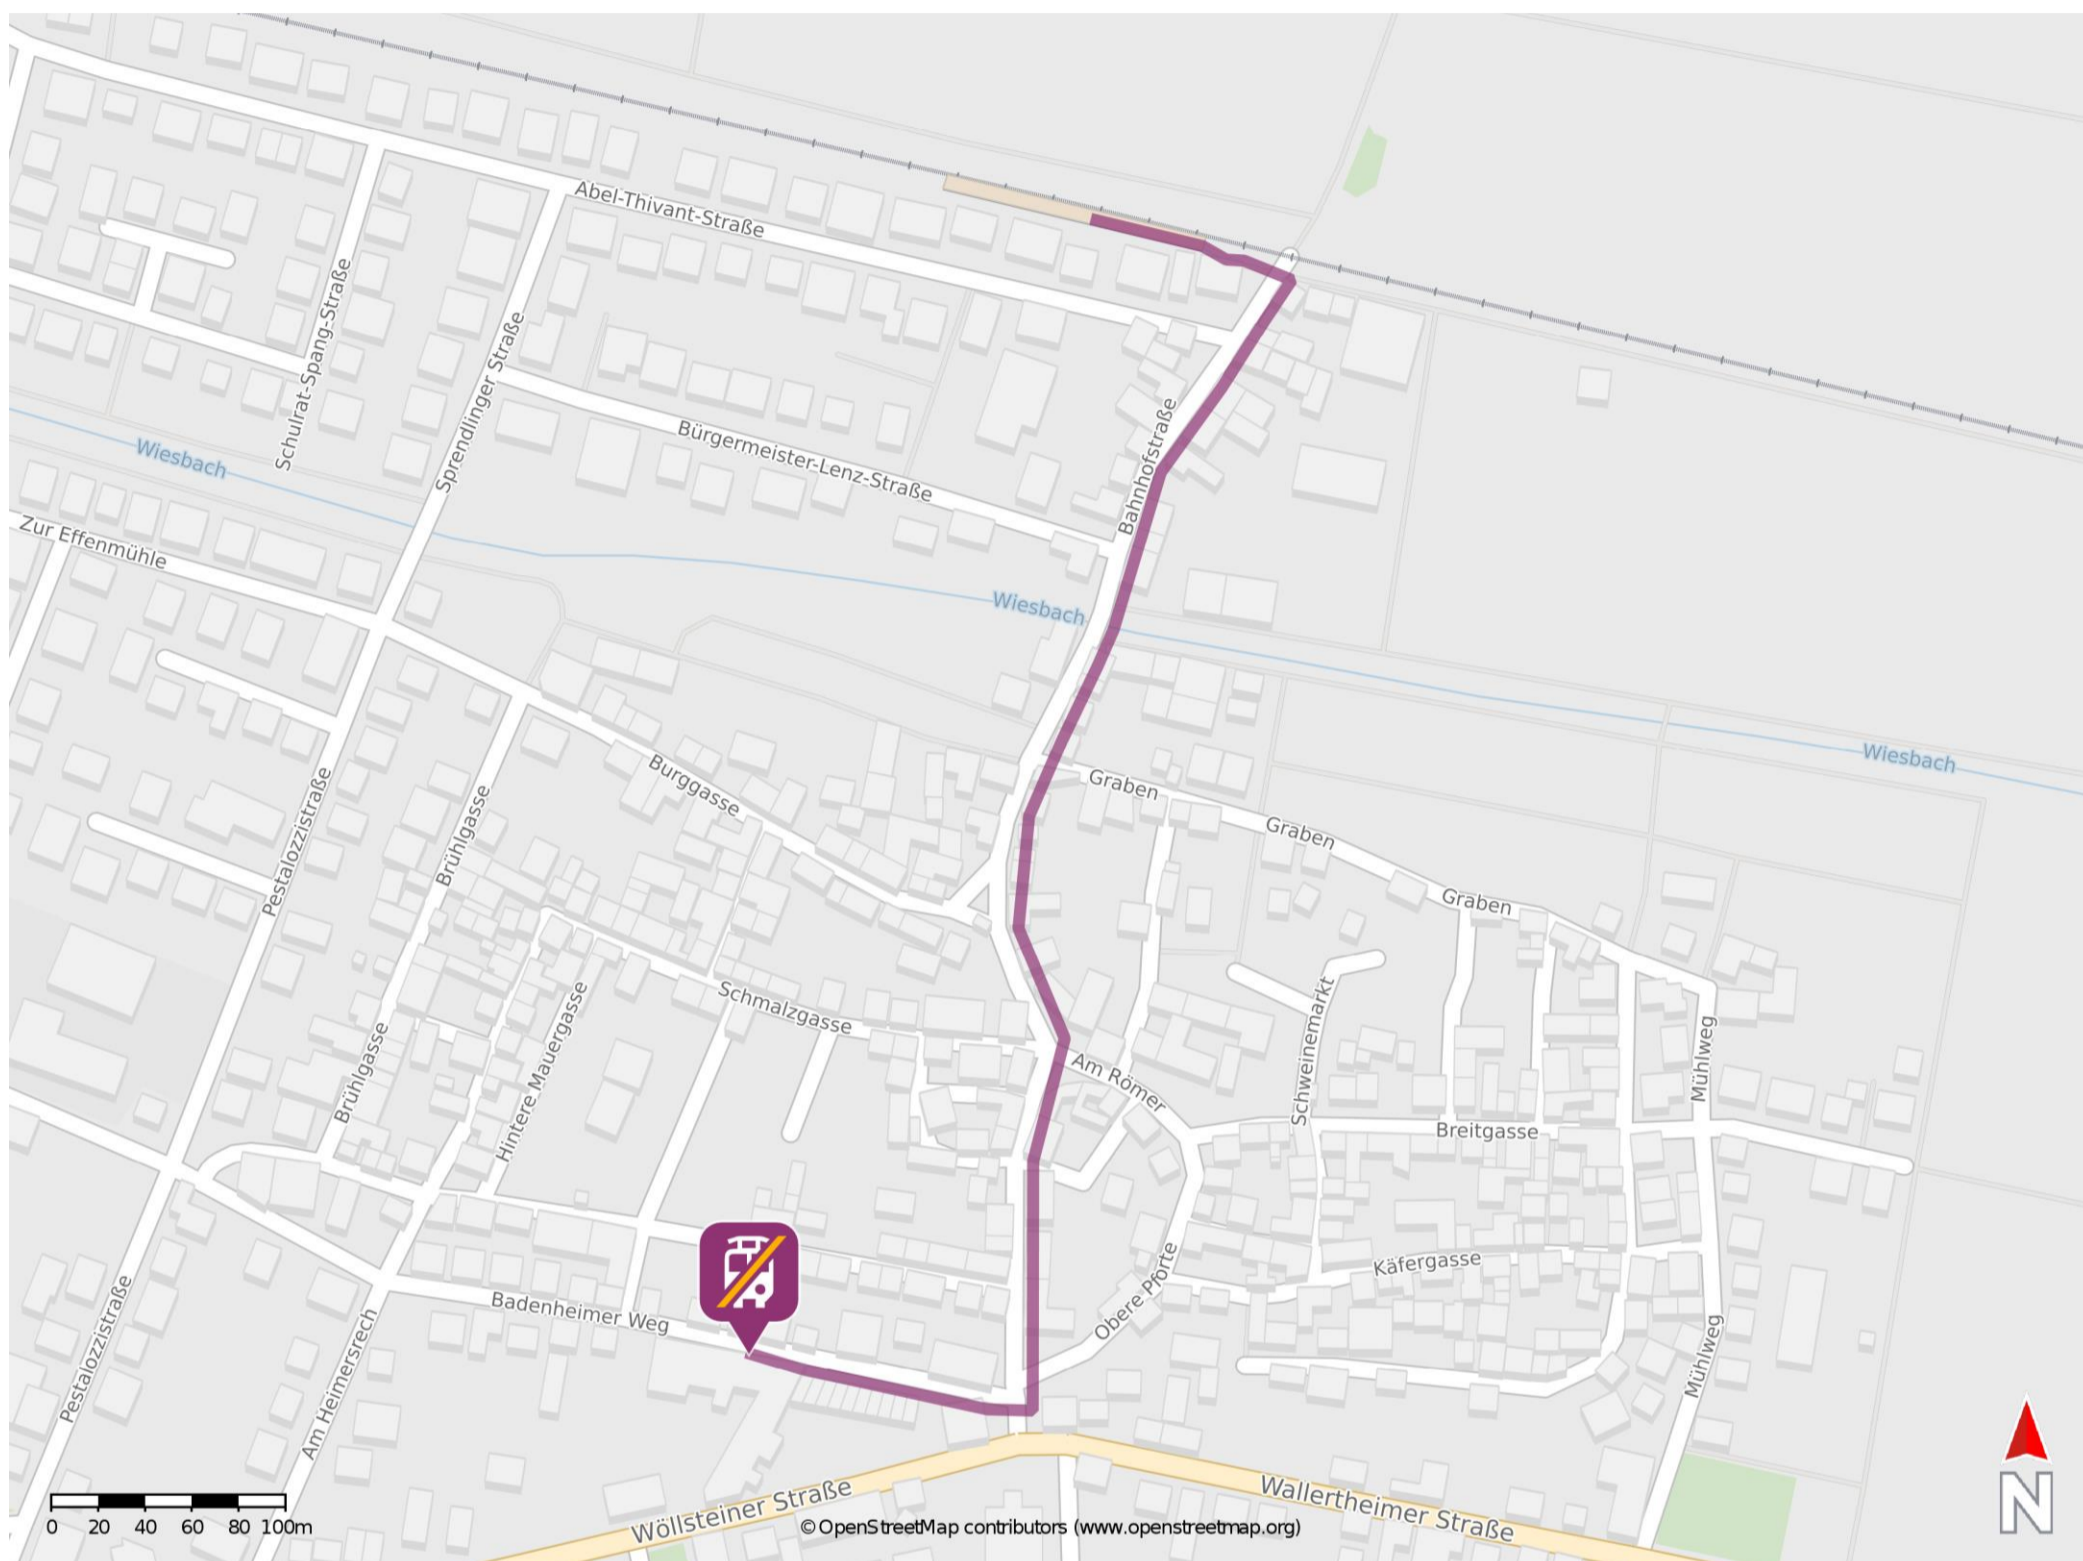 Abel-Thivant-Straße
Schulrat-Spang-Straße
Sprendlinger Straße
Bürgermeister-Lenz-Straße
Bahnhofstraße
Wiesbach
Zur Effenmühle
Wiesbach
Wiesbach
Burggasse
Graben
Graben
Graben
Pestalozzistraße
Brühlgasse
Schmalzgasse
Hintere Mauergasse
Brühlgasse
Am Römer
Schweinemarkt
Mühlweg
Breitgasse
Käfergasse
Obere Pforte
Badenheimer Weg
Pestalozzistraße
Am Heimersrech
Mühlweg
Wöllsteiner Straße
Wallertheimer Straße
N
0 20 40 60 80 100m
© OpenStreetMap contributors (www.openstreetmap.org)